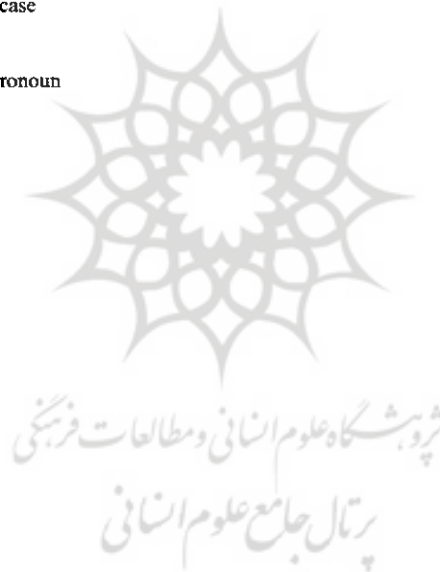 case
ronoun
پژوهشگاه علوم انسانی و مطالعات فرهنگی
پرتال جامع علوم انسانی